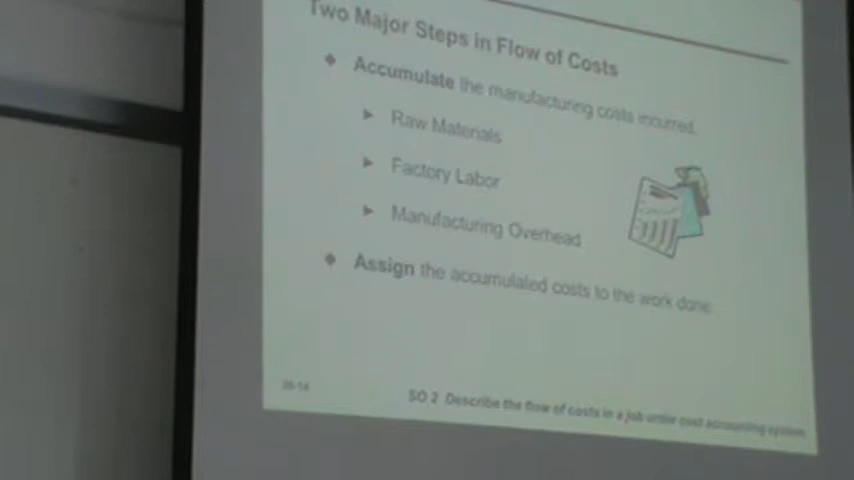 Two Major Steps in Flow of Costs
Accumulate the manufacturing costs incurred.
Raw Materials
Factory Labor
Manufacturing Overhead
Assign the accumulated costs to the work done.
SO 2 Describe the flow of costs in a job order cost accounting system.